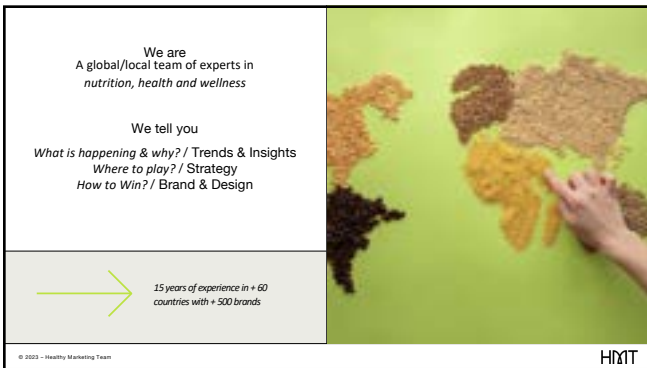 We are
A global/local team of experts in
nutrition, health and wellness
We tell you
What is happening & why? / Trends & Insights
Where to play? / Strategy
How to Win? / Brand & Design
15 years of experience in + 60
countries with + 500 brands
© 2023 – Healthy Marketing Team
HMT